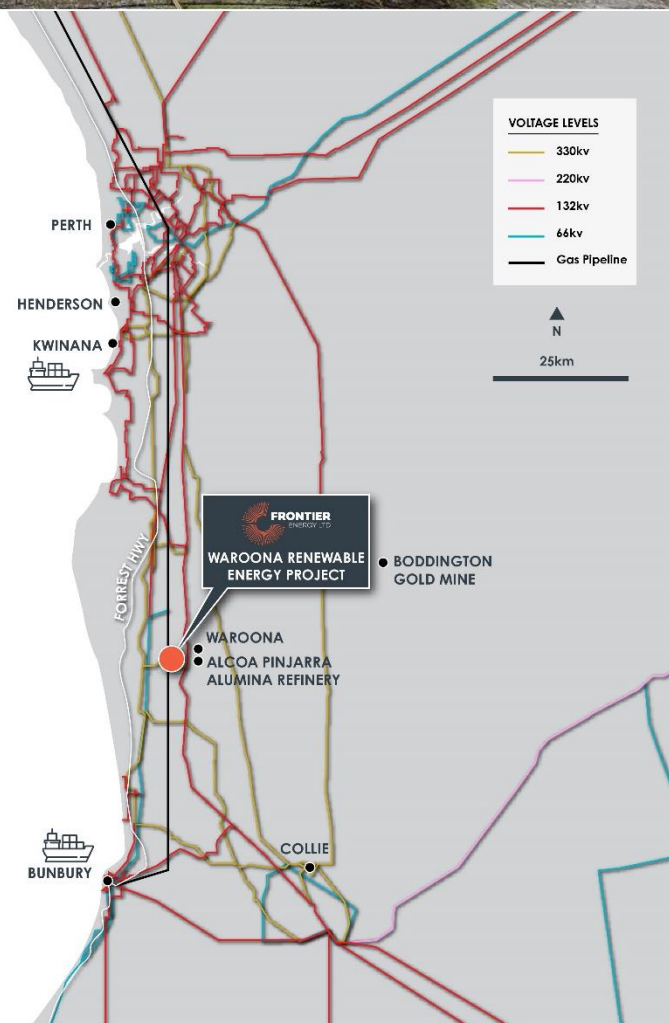 VOLTAGE LEVELS
330kv
220kv
132kv
66kv
Gas Pipeline
N
25km
PERTH
HENDERSON
KWINANA
FORREST HWY
FRONTIER
ENERGY LTD
WAROONA RENEWABLE
ENERGY PROJECT
BODDINGTON
GOLD MINE
WAROONA
ALCOA PINJARRA
ALUMINA REFINERY
COLLIE
BUNBURY